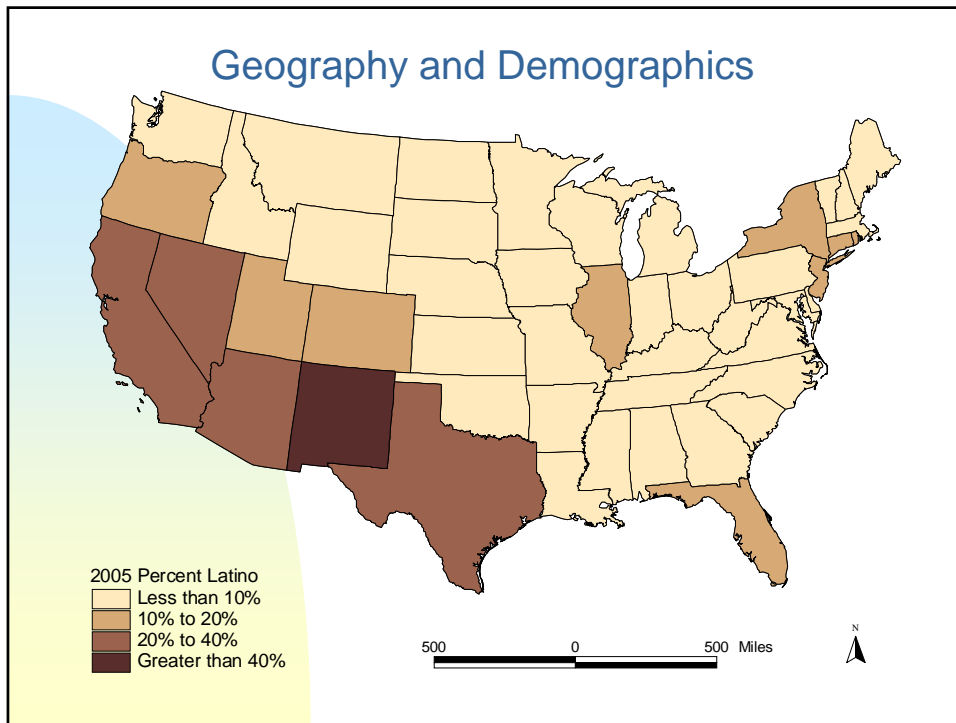 Geography and Demographics
2005 Percent Latino
Less than 10%
10% to 20%
20% to 40%
Greater than 40%
500 0 500 Miles
N